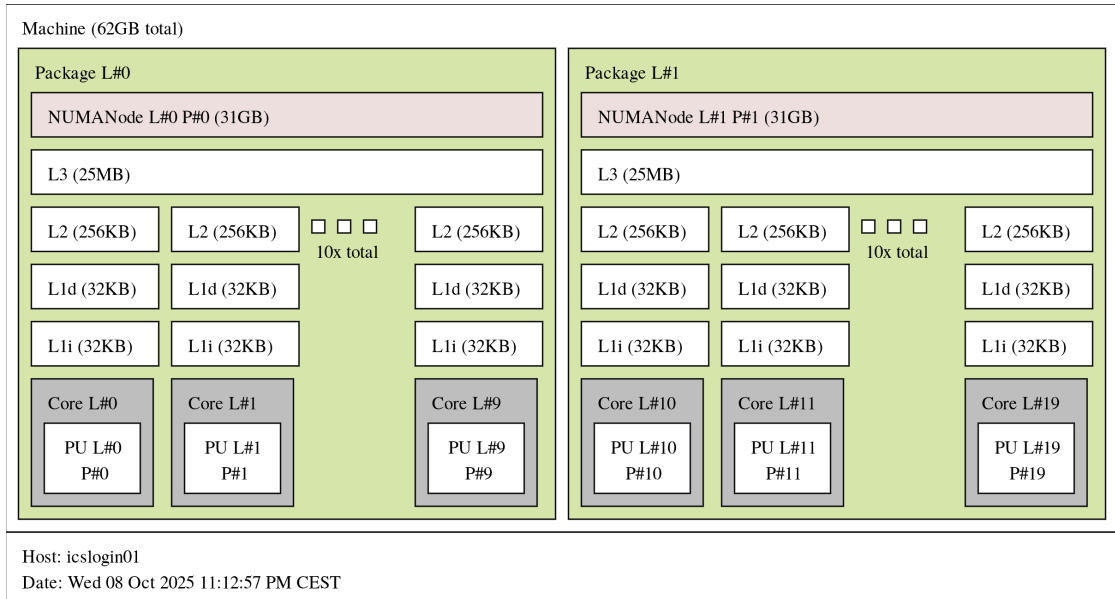 Machine (62GB total)
Package L#0
NUMANode L#0 P#0 (31GB)
L3 (25MB)
L2 (256KB)
L2 (256KB)
10x total
L2 (256KB)
L1d (32KB)
L1d (32KB)
L1d (32KB)
L1i (32KB)
L1i (32KB)
L1i (32KB)
Core L#0
PU L#0
P#0
Core L#1
PU L#1
P#1
Core L#9
PU L#9
P#9
Package L#1
NUMANode L#1 P#1 (31GB)
L3 (25MB)
L2 (256KB)
L2 (256KB)
10x total
L2 (256KB)
L1d (32KB)
L1d (32KB)
L1d (32KB)
L1i (32KB)
L1i (32KB)
L1i (32KB)
Core L#10
PU L#10
P#10
Core L#11
PU L#11
P#11
Core L#19
PU L#19
P#19
Host: icslogin01
Date: Wed 08 Oct 2025 11:12:57 PM CEST